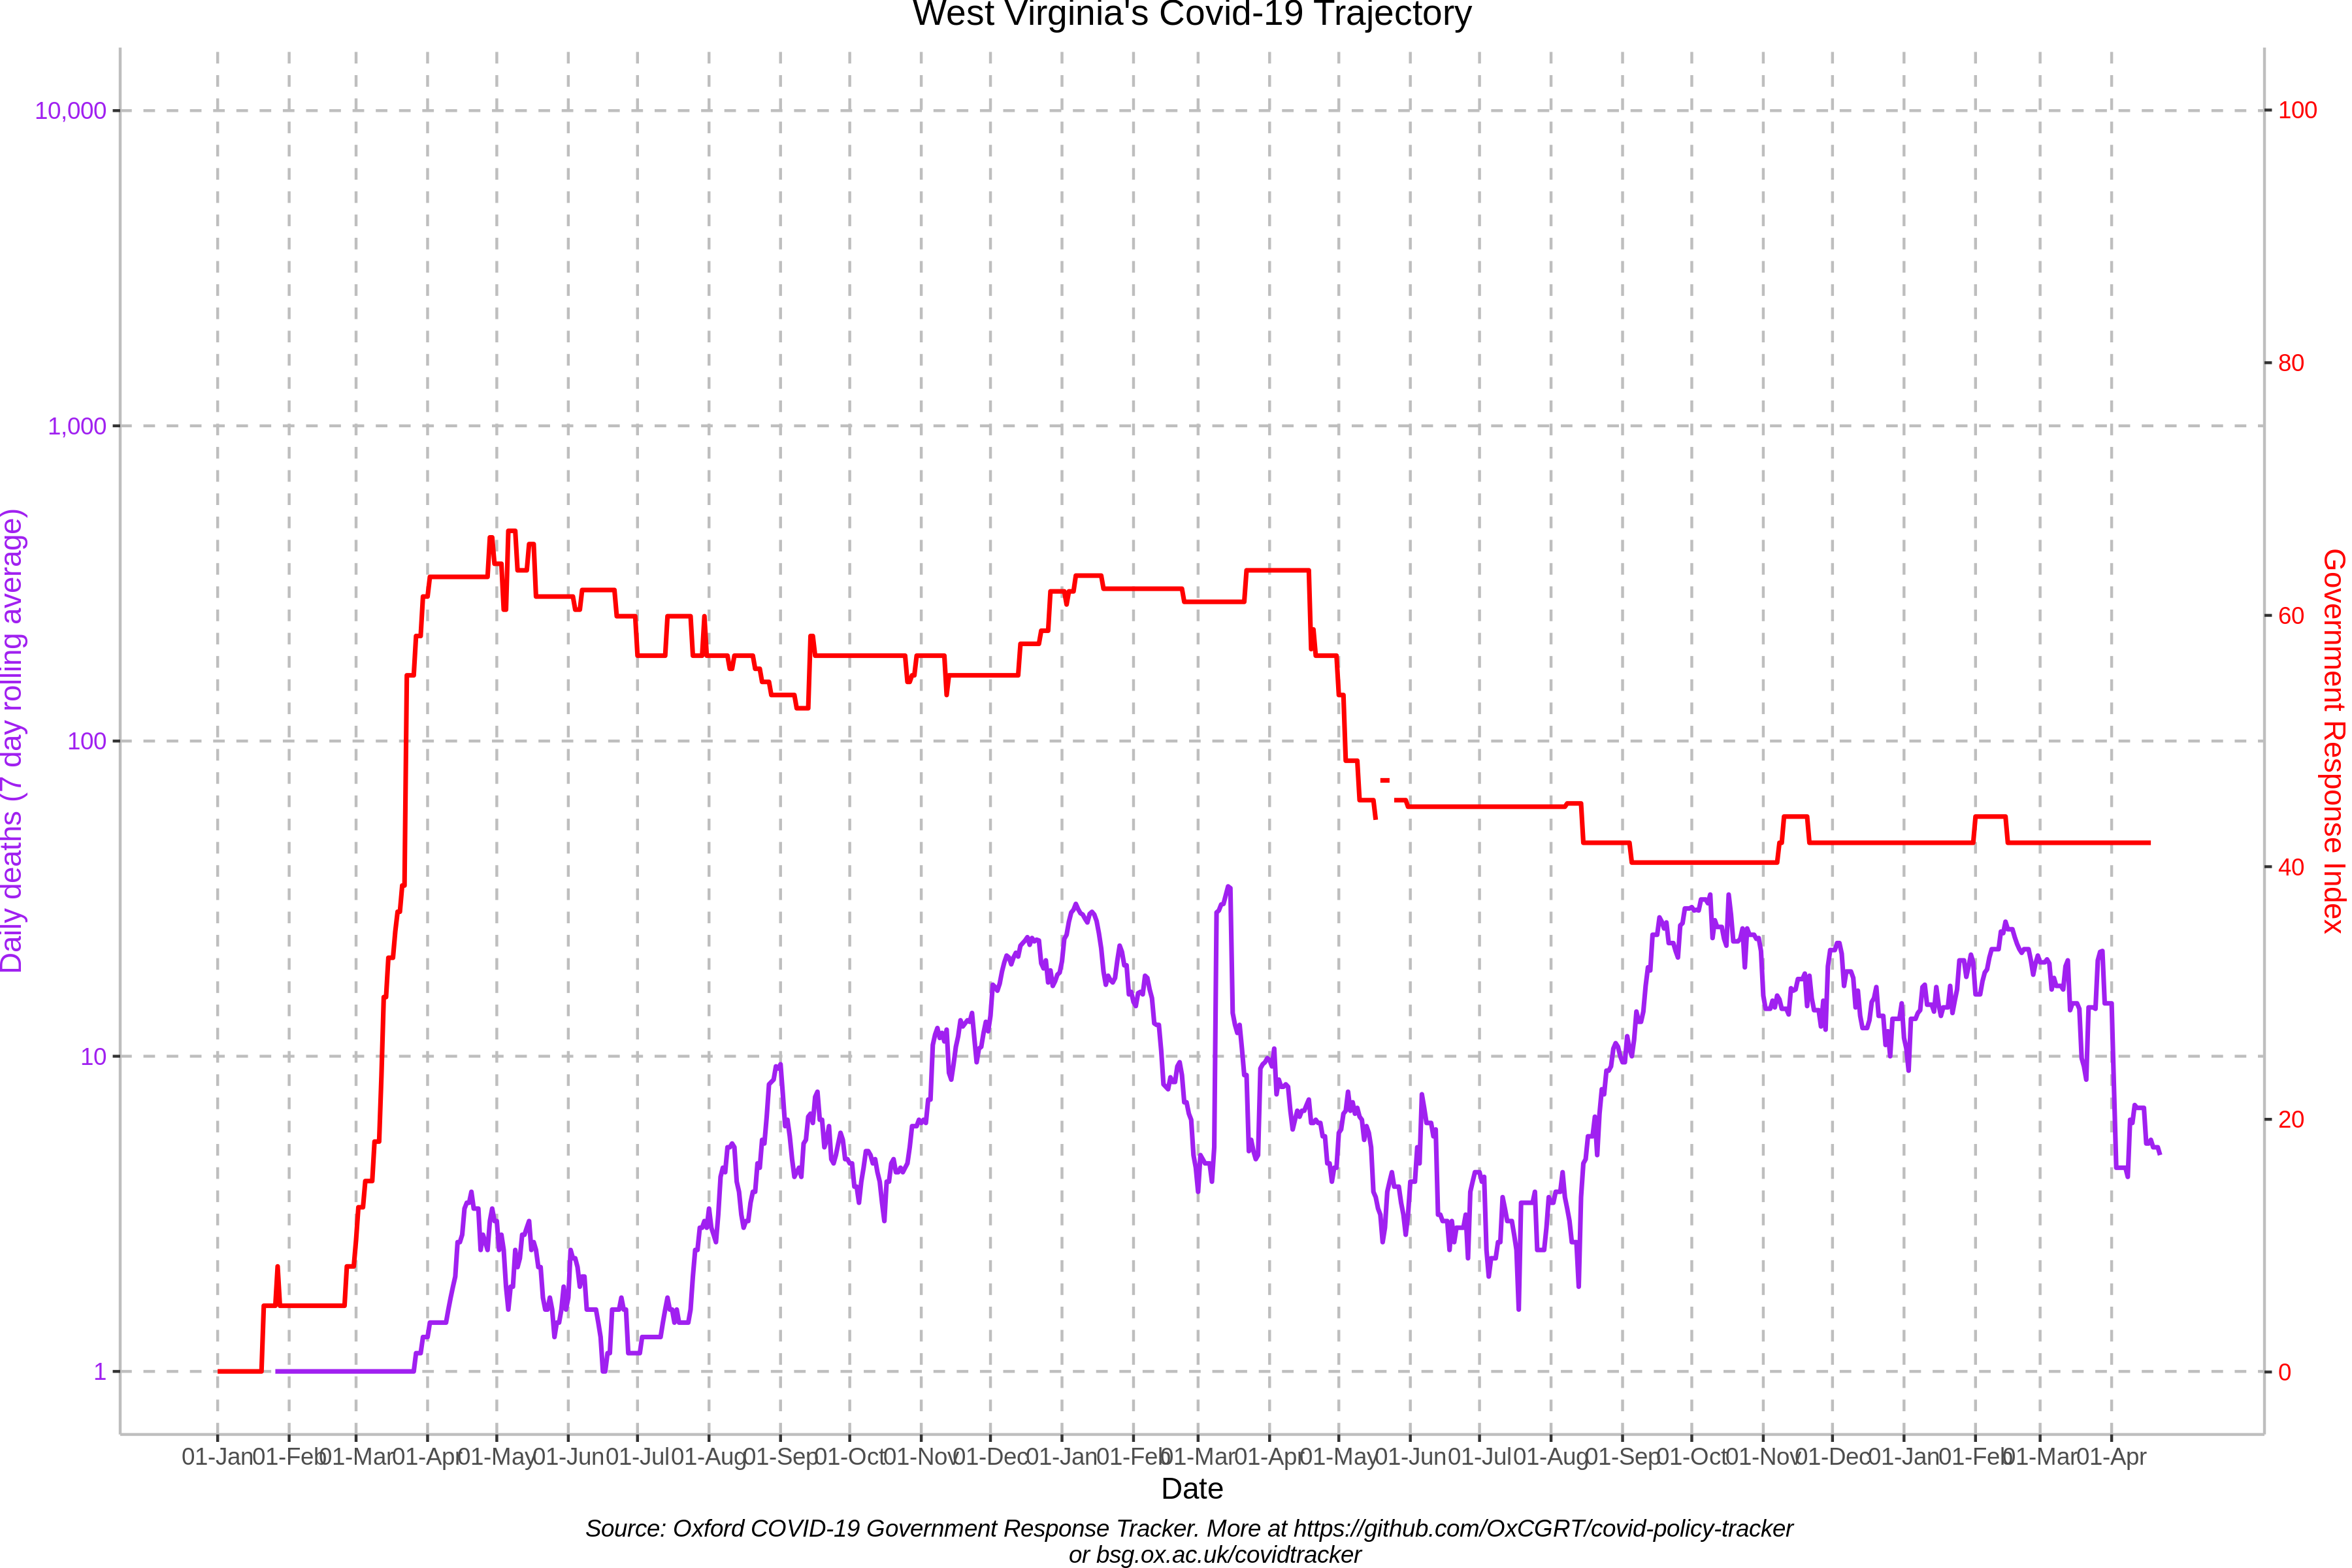 West Virginia's Covid-19 Trajectory
10,000
1,000
100
10
1
Daily deaths (7 day rolling average)
100
80
60
40
20
0
Government Response Index
01-Jan 01-Feb 01-Mar 01-Apr 01-May 01-Jun 01-Jul 01-Aug 01-Sep 01-Oct 01-Nov 01-Dec 01-Jan 01-Feb 01-Mar 01-Apr 01-May 01-Jun 01-Jul 01-Aug 01-Sep 01-Oct 01-Nov 01-Dec 01-Jan 01-Feb 01-Mar 01-Apr
Date
Source: Oxford COVID-19 Government Response Tracker. More at https://github.com/OxCGRT/covid-policy-tracker
or bsg.ox.ac.uk/covidtracker